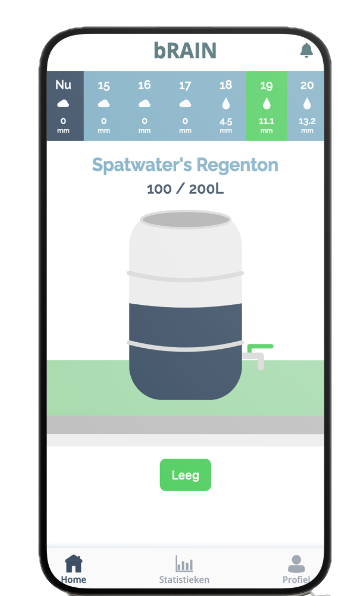 bRAIN
Nu 15 16 17 18 19 20
0 0 0 0 4.5 11.1 13.2
mm mm mm mm mm mm mm
Spatwater's Regenton
100 / 200L
Leeg
Home Statistieken Profiel